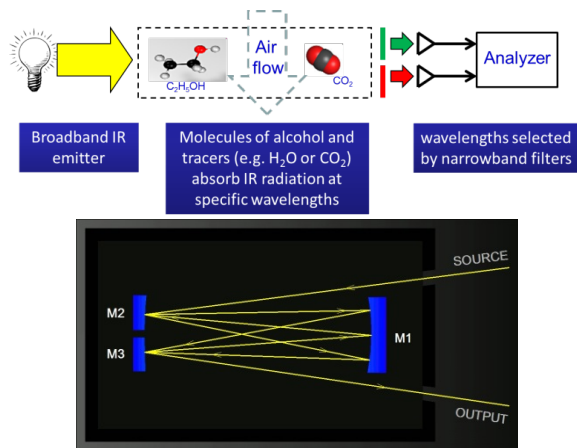 Air
flow
C₂H₅OH
CO₂
Analyzer
Broadband IR
emitter
Molecules of alcohol and
tracers (e.g. H₂O or CO₂)
absorb IR radiation at
specific wavelengths
wavelengths selected
by narrowband filters
SOURCE
M2
M3
M1
OUTPUT